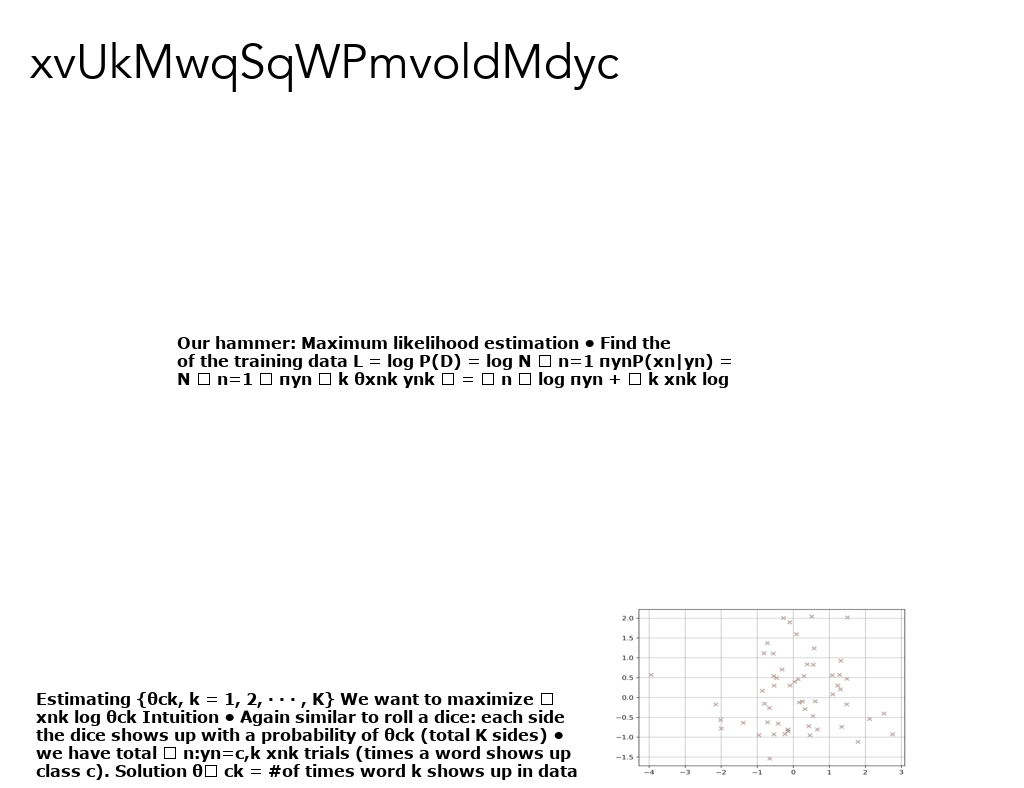 xvUkMwqSqWPmvoldMdyc
Our hammer: Maximum likelihood estimation • Find the
of the training data L = log P(D) = log N □ n=1 πynP(xn|yn) =
N □ n=1 □ πyn □ k θxnk ynk □ = □ n □ log πyn + □ k xnk log
Estimating {θck, k = 1, 2, · · · , K} We want to maximize □
xnk log θck Intuition • Again similar to roll a dice: each side
the dice shows up with a probability of θck (total K sides) •
we have total □ n:yn=c,k xnk trials (times a word shows up
class c). Solution θ□ ck = #of times word k shows up in data
2.0
1.5
1.0
0.5
0.0
−0.5
−1.0
−1.5
−4 −3 −2 −1 0 1 2 3